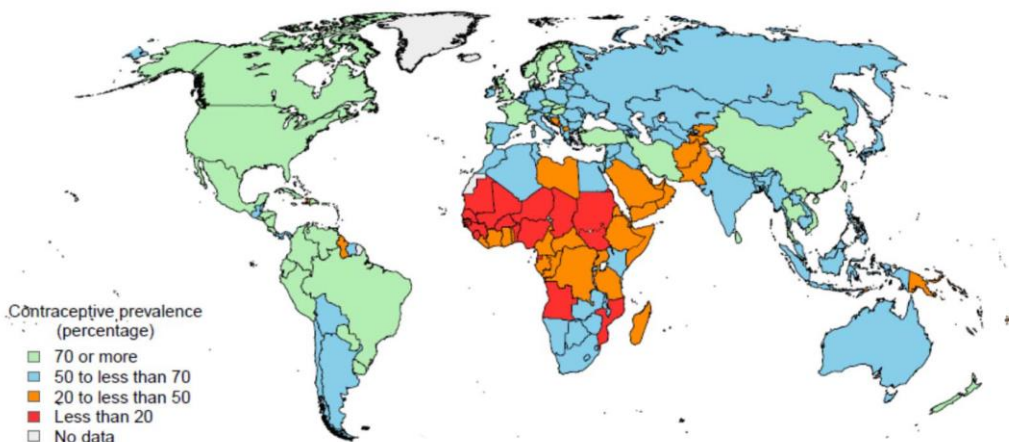 Contraceptive prevalence
(percentage)
70 or more
50 to less than 70
20 to less than 50
Less than 20
No data